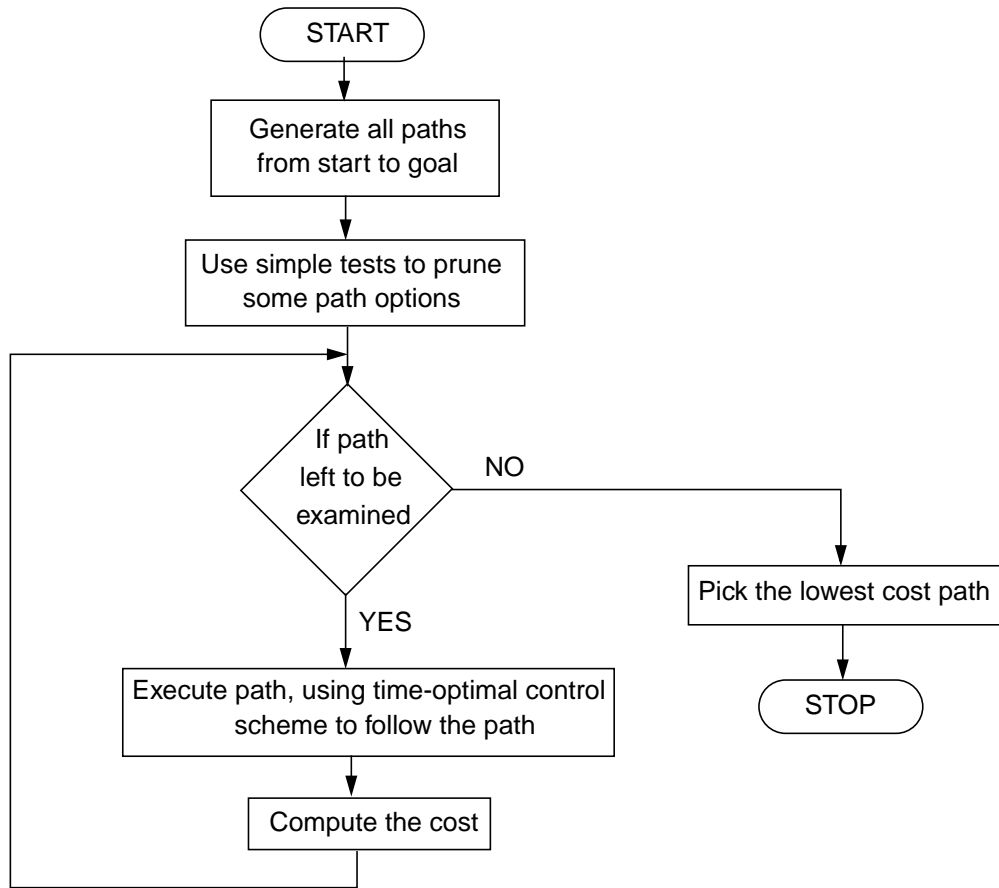 START
Generate all paths
from start to goal
Use simple tests to prune
some path options
If path
left to be
examined
NO
YES
Pick the lowest cost path
Execute path, using time-optimal control
scheme to follow the path
STOP
Compute the cost